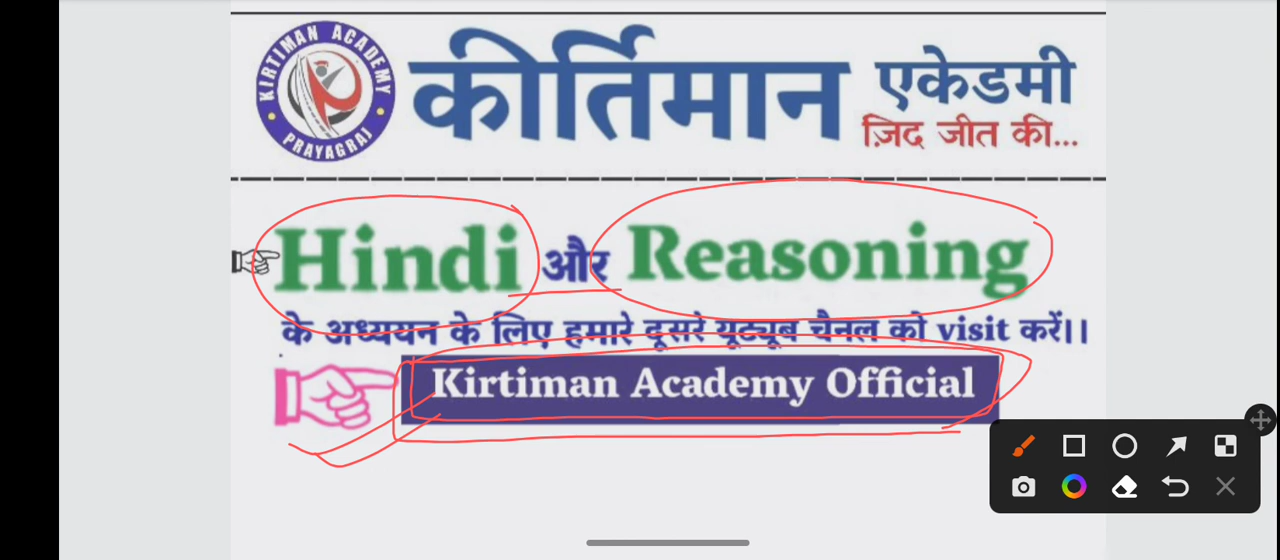 KIRTIMAN ACADEMY
PRAYAGRAJ
कीर्तिमान एकेडमी
ज़िद जीत की...
Hindi और Reasoning
के अध्ययन के लिए हमारे दूसरे यूट्यूब चैनल को visit करें।।
Kirtiman Academy Official